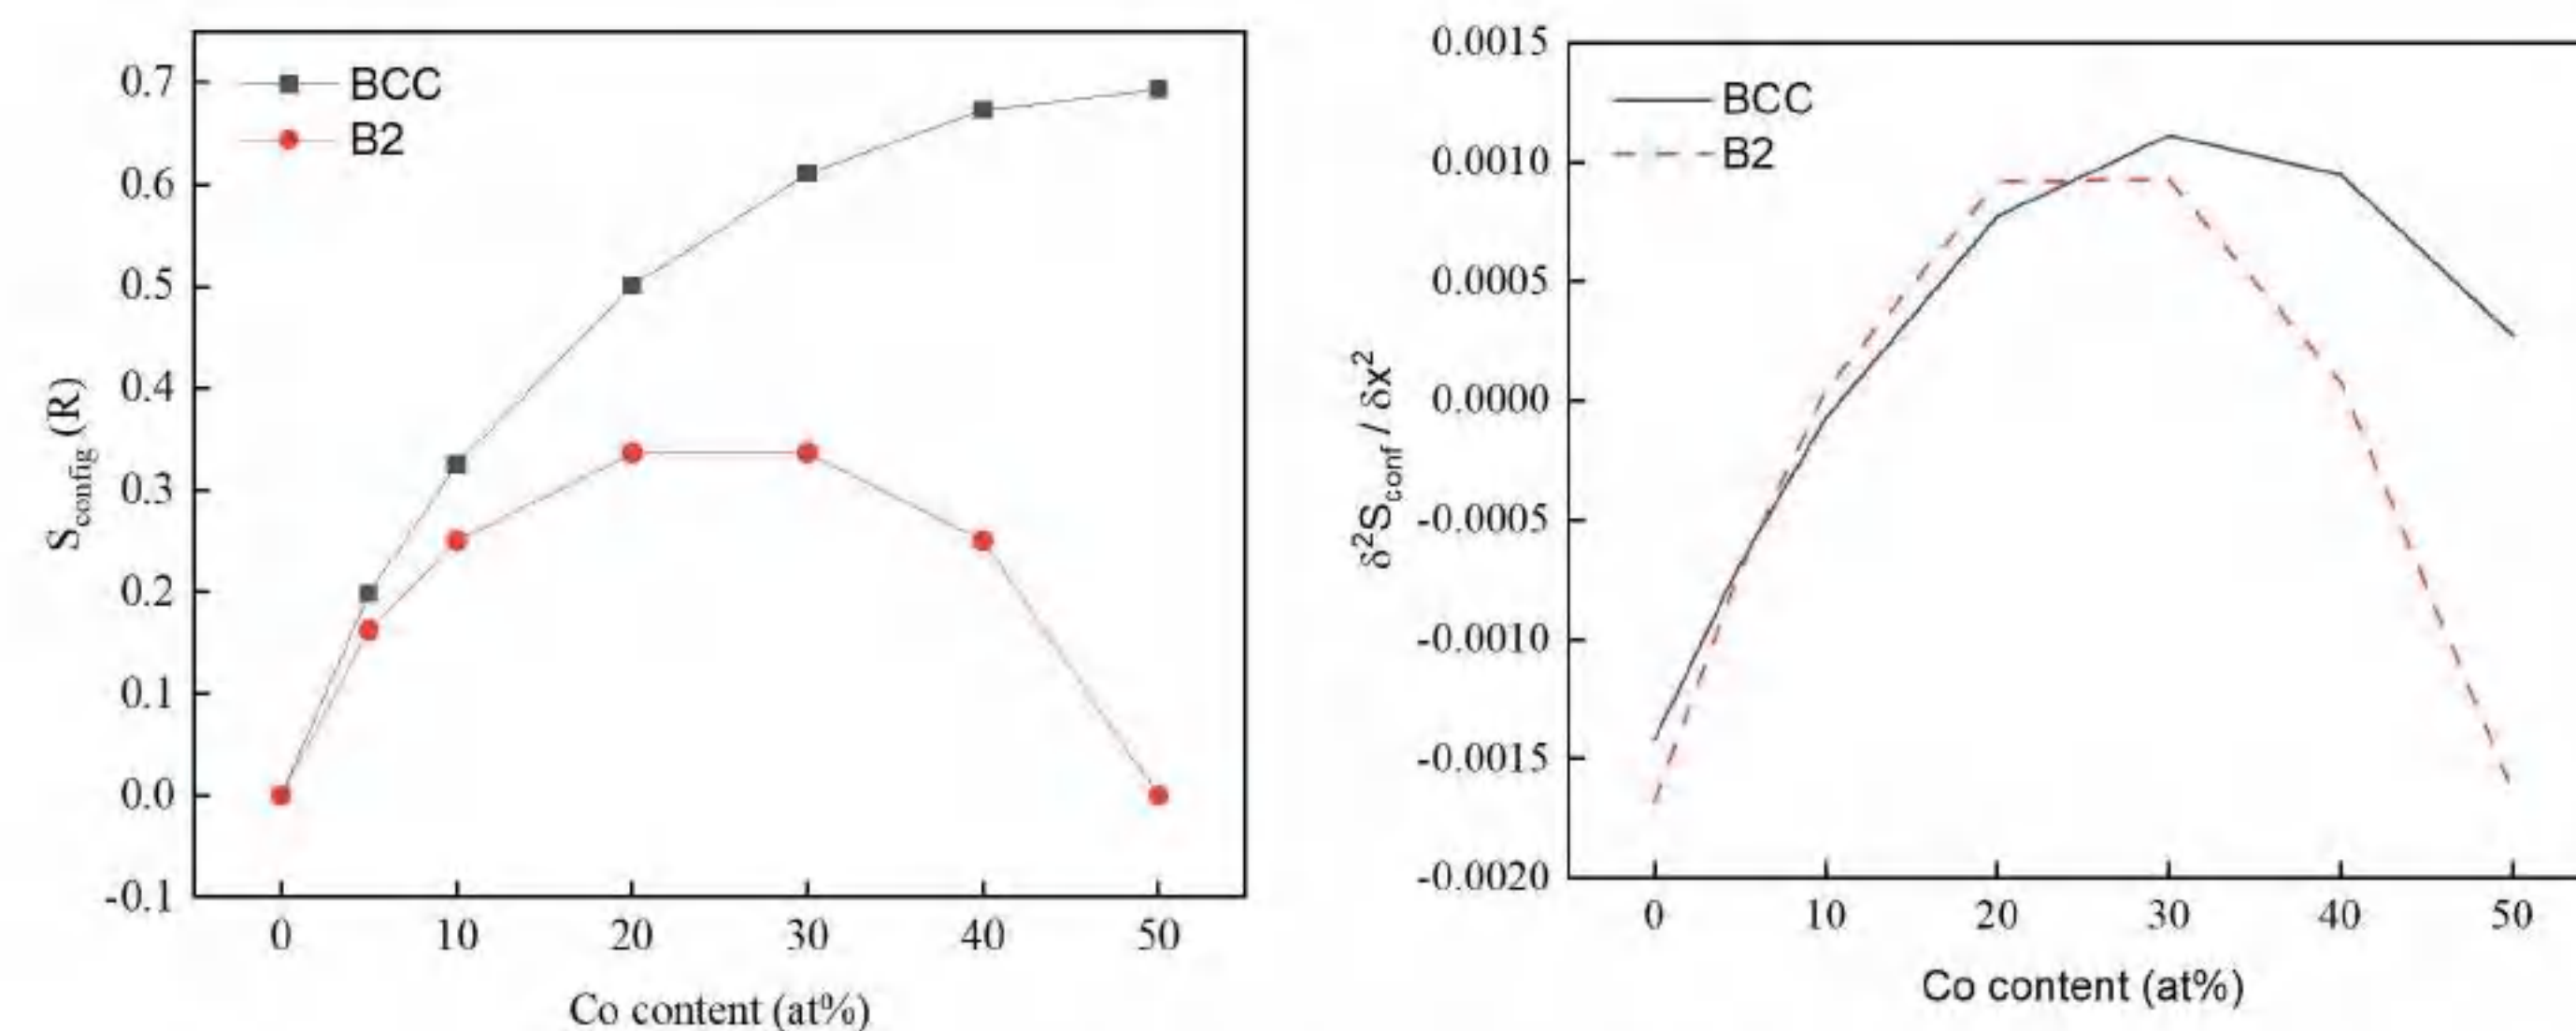 BCC
B2
0.7
0.6
0.5
0.4
0.3
0.2
0.1
0.0
-0.1
S_config (R)
0 10 20 30 40 50
Co content (at%)
BCC
B2
0.0015
0.0010
0.0005
0.0000
-0.0005
-0.0010
-0.0015
-0.0020
δ²S_conf / δx²
0 10 20 30 40 50
Co content (at%)